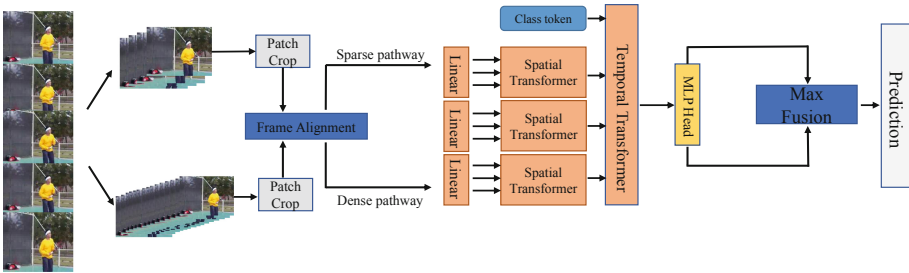 Patch
Crop
Sparse pathway
Frame Alignment
Patch
Crop
Dense pathway
Class token
Linear
Spatial
Transformer
Linear
Spatial
Transformer
Linear
Spatial
Transformer
Temporal Transformer
MLP Head
Max
Fusion
Prediction